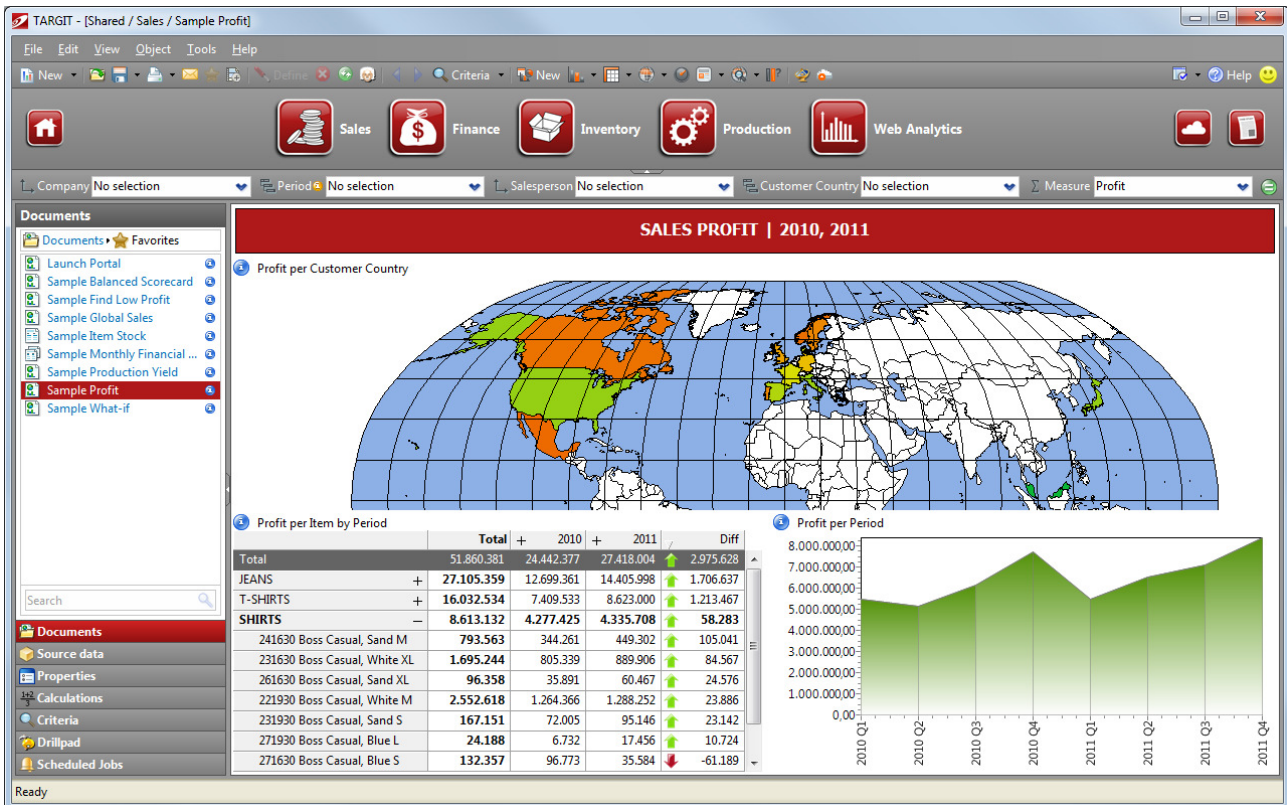 TARGIT - [Shared / Sales / Sample Profit]
File Edit View Object Tools Help
New Define Criteria New Help
Sales Finance Inventory Production Web Analytics
Company No selection Period No selection Salesperson No selection Customer Country No selection Σ Measure Profit
Documents
Documents Favorites
Launch Portal
Sample Balanced Scorecard
Sample Find Low Profit
Sample Global Sales
Sample Item Stock
Sample Monthly Financial ...
Sample Production Yield
Sample Profit
Sample What-if
Search
Documents
Source data
Properties
Calculations
Criteria
Drillpad
Scheduled Jobs
SALES PROFIT | 2010, 2011
Profit per Customer Country
Profit per Item by Period
Total + 2010 + 2011 Diff
Total 51.860.381 24.442.377 27.418.004 2.975.628
JEANS + 27.105.359 12.699.361 14.405.998 1.706.637
T-SHIRTS + 16.032.534 7.409.533 8.623.000 1.213.467
SHIRTS − 8.613.132 4.277.425 4.335.708 58.283
241630 Boss Casual, Sand M 793.563 344.261 449.302 105.041
231630 Boss Casual, White XL 1.695.244 805.339 889.906 84.567
261630 Boss Casual, Sand XL 96.358 35.891 60.467 24.576
221930 Boss Casual, White M 2.552.618 1.264.366 1.288.252 23.886
231930 Boss Casual, Sand S 167.151 72.005 95.146 23.142
271930 Boss Casual, Blue L 24.188 6.732 17.456 10.724
271630 Boss Casual, Blue S 132.357 96.773 35.584 -61.189
Profit per Period
8.000.000,00
7.000.000,00
6.000.000,00
5.000.000,00
4.000.000,00
3.000.000,00
2.000.000,00
1.000.000,00
0,00
2010 Q1
2010 Q2
2010 Q3
2010 Q4
2011 Q1
2011 Q2
2011 Q3
2011 Q4
Ready